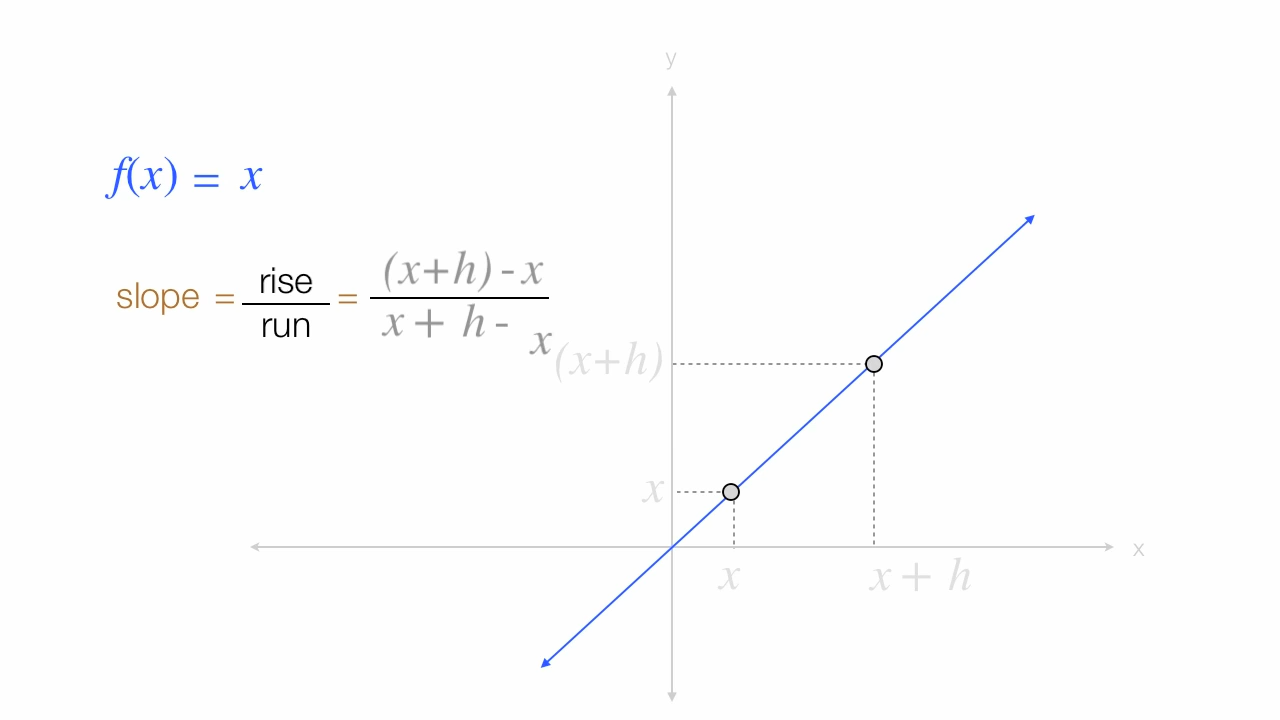 y
f(x) = x
slope = rise / run = (x+h) - x / x + h - x
(x+h)
x
x
x
x + h